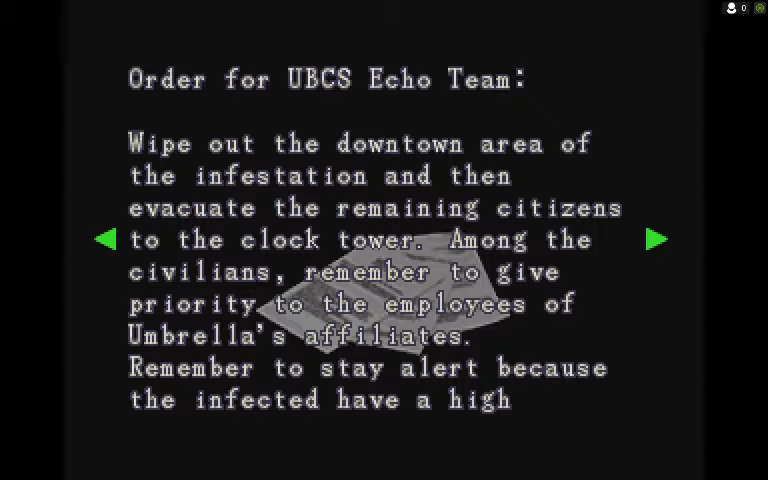 0
Order for UBCS Echo Team:
Wipe out the downtown area of
the infestation and then
evacuate the remaining citizens
to the clock tower. Among the
civilians, remember to give
priority to the employees of
Umbrella's affiliates.
Remember to stay alert because
the infected have a high